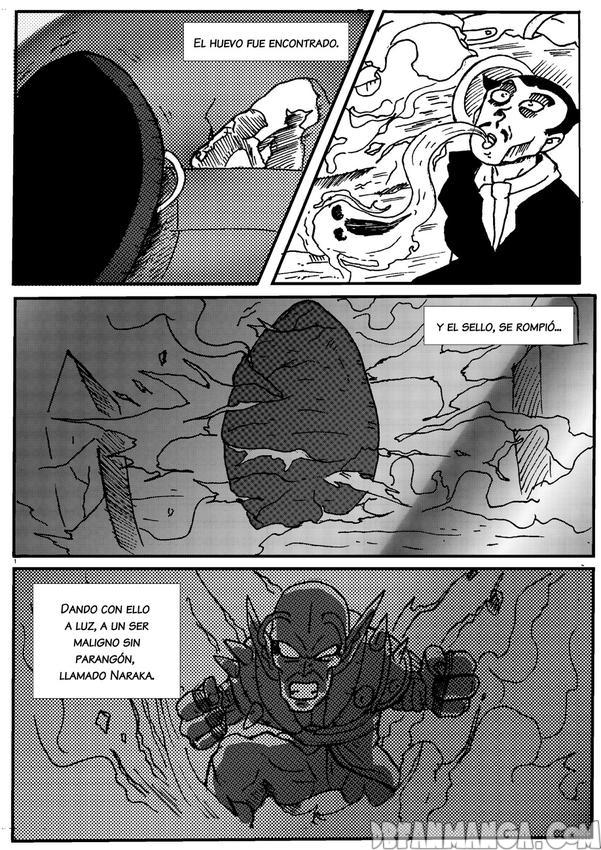 EL HUEVO FUE ENCONTRADO.
Y EL SELLO, SE ROMPIÓ...
1
DANDO CON ELLO
A LUZ, A UN SER
MALIGNO SIN
PARANGÓN,
LLAMADO NARAKA.
DBFANMANGA.COM